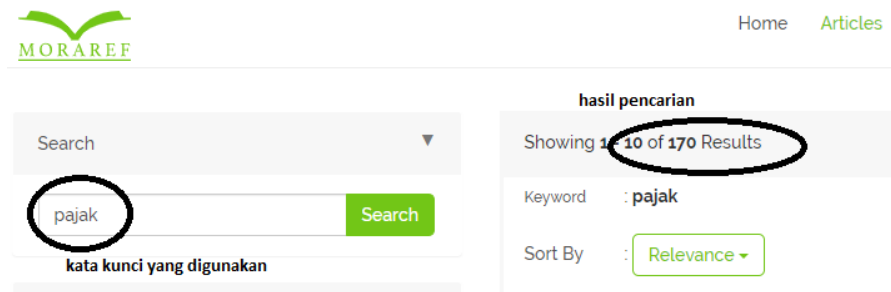 MORAREF
Home Articles
hasil pencarian
Search ▼
Showing 1 - 10 of 170 Results
pajak Search
Keyword : pajak
kata kunci yang digunakan
Sort By : Relevance